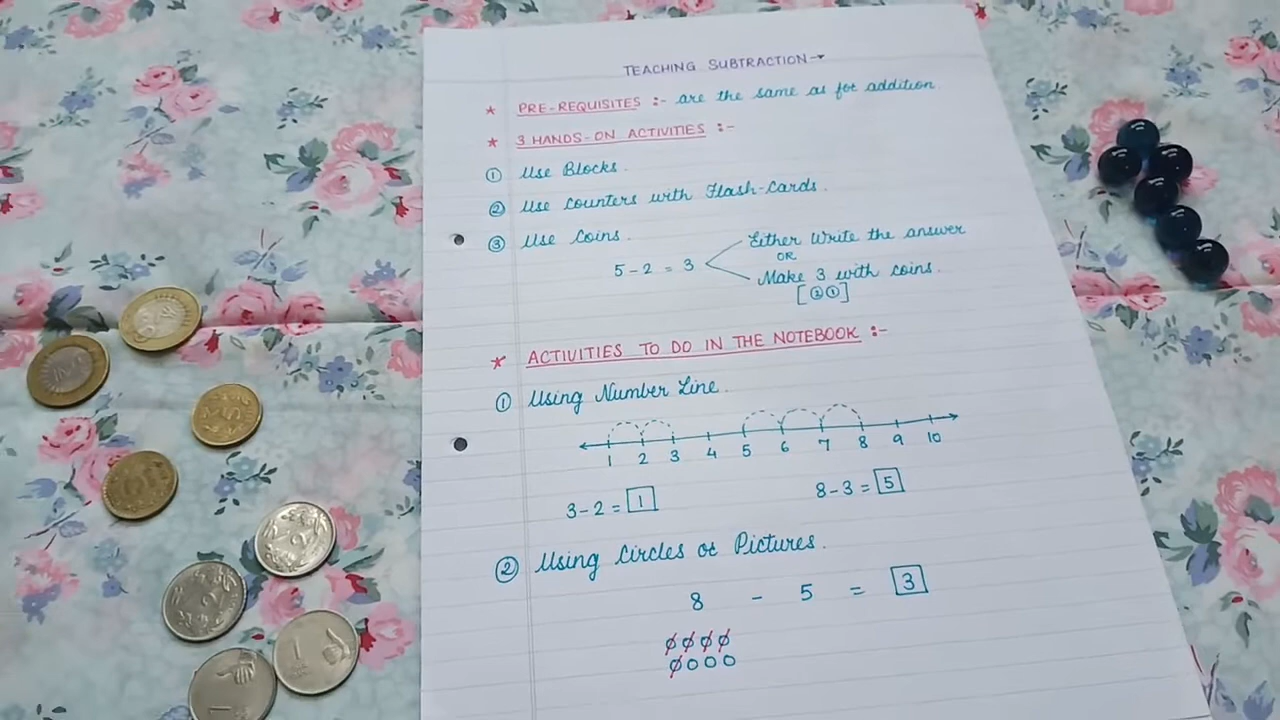 TEACHING SUBTRACTION→
* PRE-REQUISITES :- are the same as for addition.
* 3 HANDS-ON ACTIVITIES :-
① Use Blocks.
② Use Counters with Flash-Cards.
③ Use Coins.
5 - 2 = 3
Either Write the answer
OR
Make 3 with coins.
[②①]
* ACTIVITIES TO DO IN THE NOTEBOOK :-
① Using Number Line.
1 2 3 4 5 6 7 8 9 10
3 - 2 = 1
8 - 3 = 5
② Using Circles or Pictures.
8 - 5 = 3